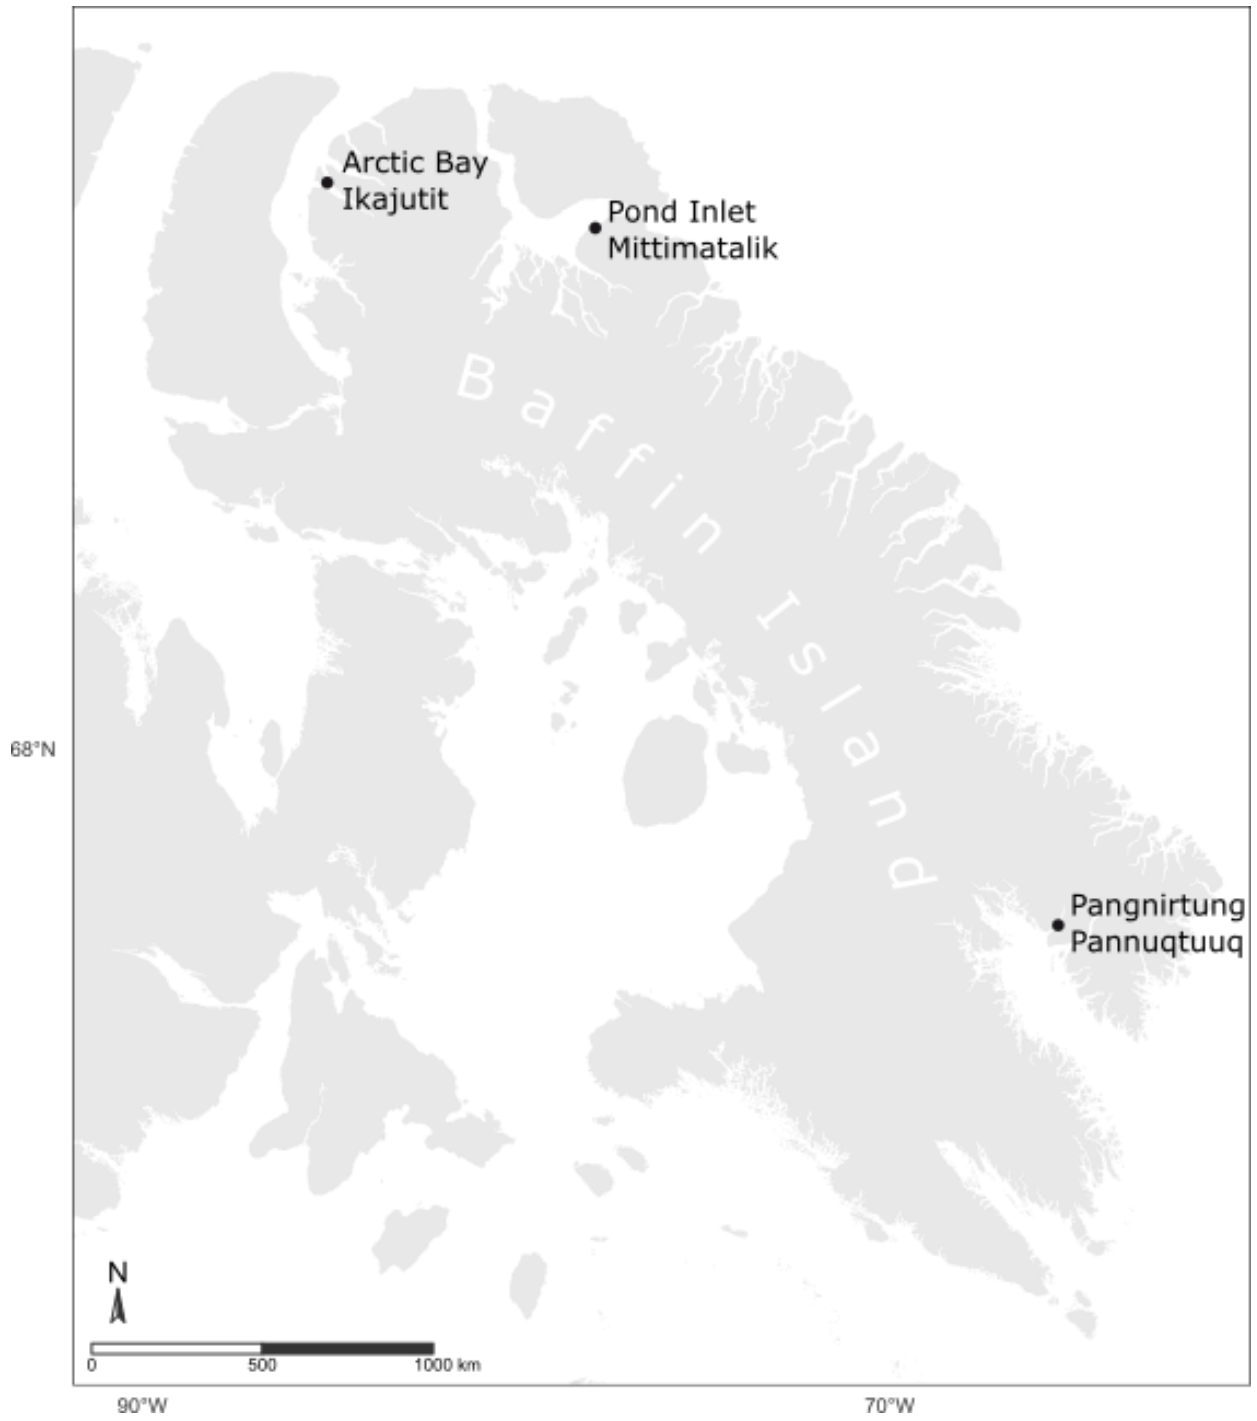 Arctic Bay
Ikajutit
Pond Inlet
Mittimatalik
Baffin Island
68°N
Pangnirtung
Pannuqtuuq
N
0 500 1000 km
90°W 70°W